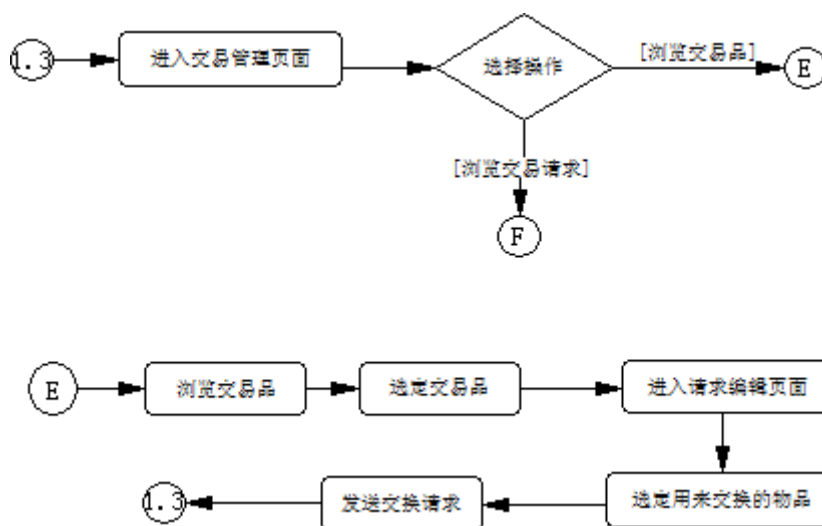 1.3
进入交易管理页面
选择操作
[浏览交易品]
E
[浏览交易请求]
F
E
浏览交易品
选定交易品
进入请求编辑页面
1.3
发送交换请求
选定用来交换的物品